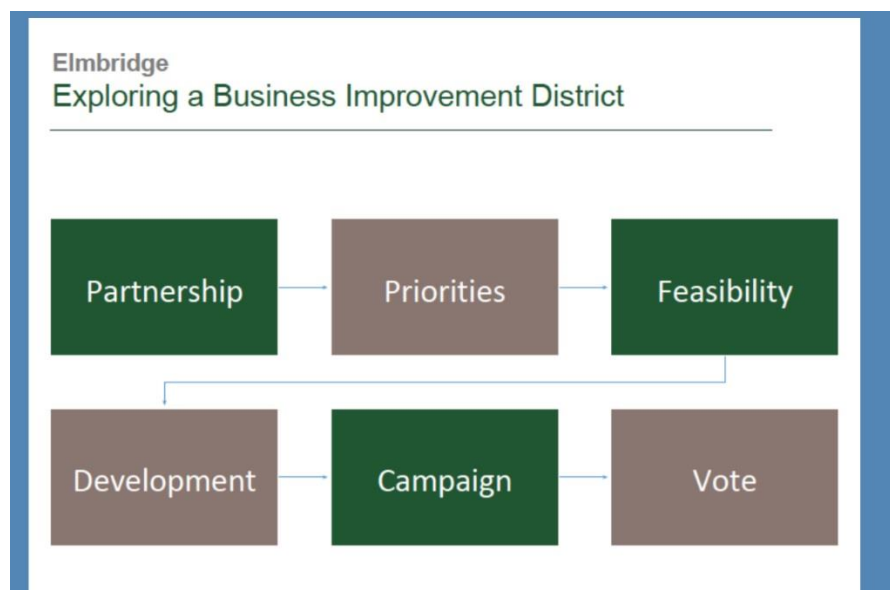 Elmbridge
Exploring a Business Improvement District
Partnership
Priorities
Feasibility
Development
Campaign
Vote